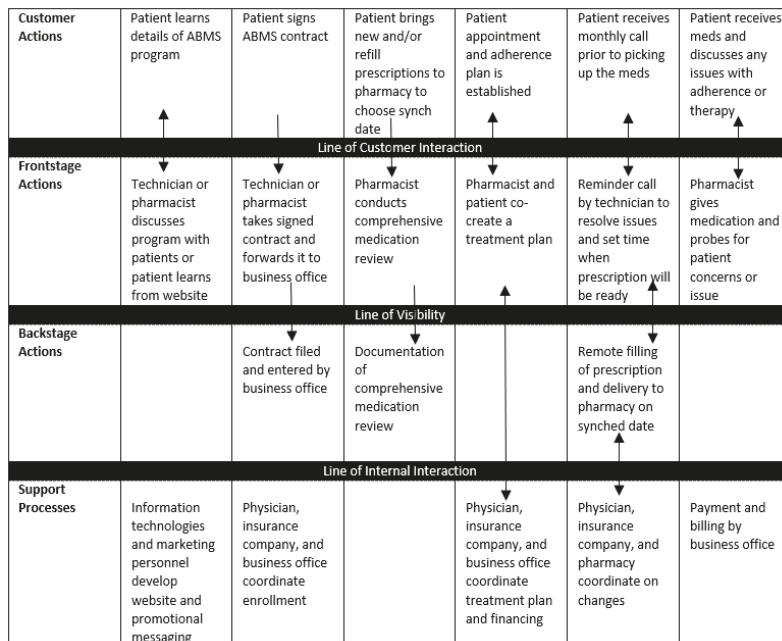 Customer
Actions
Patient learns
details of ABMS
program
Patient signs
ABMS contract
Patient brings
new and/or
refill
prescriptions to
pharmacy to
choose synch
date
Patient
appointment
and adherence
plan is
established
Patient receives
monthly call
prior to picking
up the meds
Patient receives
meds and
discusses any
issues with
adherence or
therapy
Line of Customer Interaction
Frontstage
Actions
Technician or
pharmacist
discusses
program with
patients or
patient learns
from website
Technician or
pharmacist
takes signed
contract and
forwards it to
business office
Pharmacist
conducts
comprehensive
medication
review
Pharmacist and
patient co-
create a
treatment plan
Reminder call
by technician to
resolve issues
and set time
when
prescription will
be ready
Pharmacist
gives
medication and
probes for
patient
concerns or
issue
Line of Visibility
Backstage
Actions
Contract filed
and entered by
business office
Documentation
of
comprehensive
medication
review
Remote filling
of prescription
and delivery to
pharmacy on
synched date
Line of Internal Interaction
Support
Processes
Information
technologies
and marketing
personnel
develop
website and
promotional
messaging
Physician,
insurance
company, and
business office
coordinate
enrollment
Physician,
insurance
company, and
business office
coordinate
treatment plan
and financing
Physician,
insurance
company, and
pharmacy
coordinate on
changes
Payment and
billing by
business office